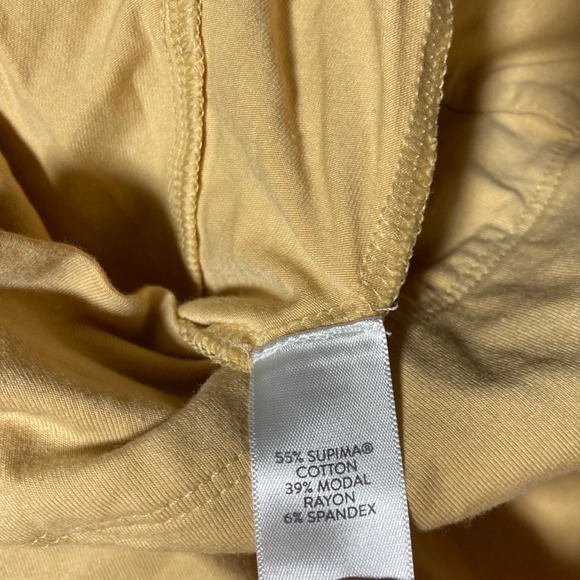 55% SUPIMA®
COTTON
39% MODAL
RAYON
6% SPANDEX